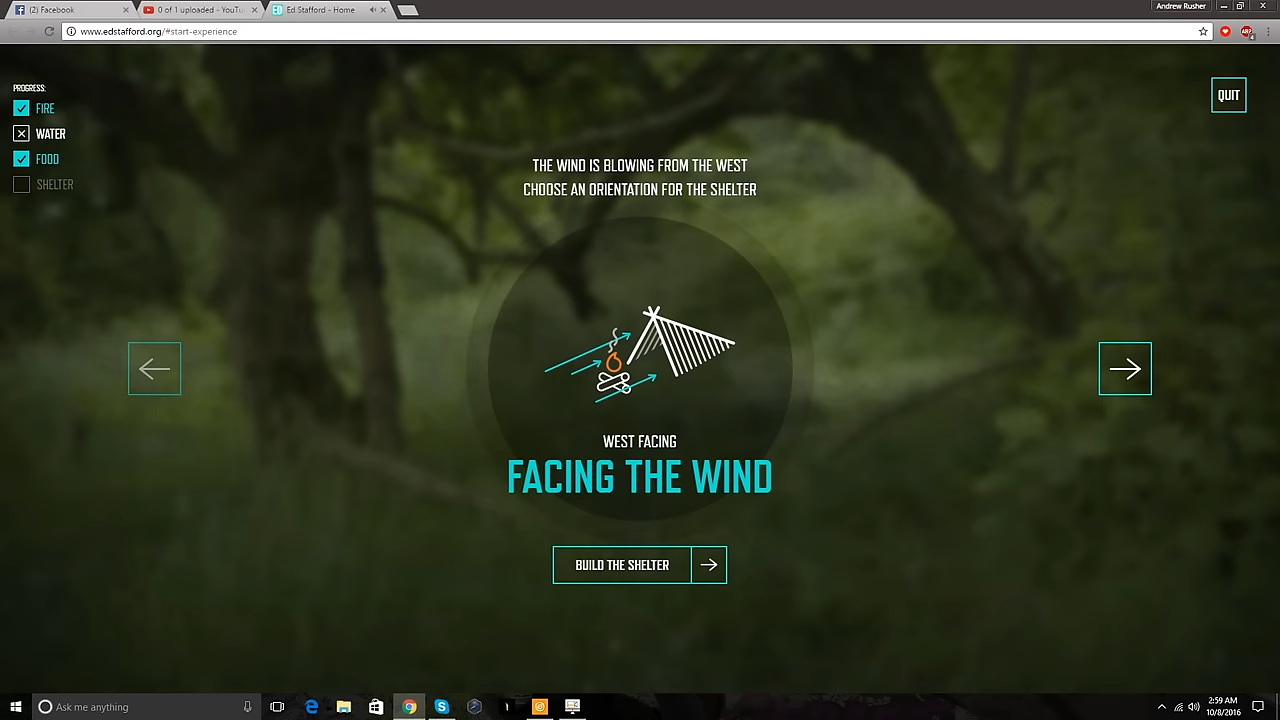 (2) Facebook
0 of 1 uploaded - YouTu
Ed Stafford - Home
Andrew Rusher
www.edstafford.org/#start-experience
PROGRESS:
FIRE
WATER
FOOD
SHELTER
QUIT
THE WIND IS BLOWING FROM THE WEST
CHOOSE AN ORIENTATION FOR THE SHELTER
WEST FACING
FACING THE WIND
BUILD THE SHELTER
Ask me anything
2:59 AM
10/8/2016